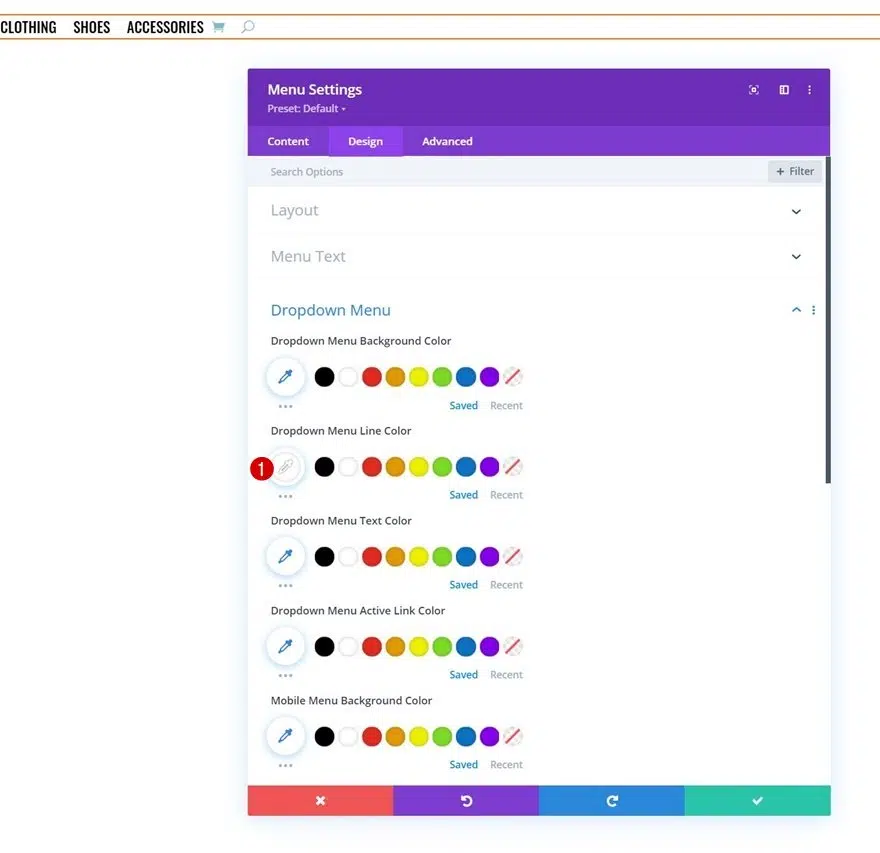 CLOTHING SHOES ACCESSORIES
Menu Settings
Preset: Default
Content Design Advanced
Search Options + Filter
Layout
Menu Text
Dropdown Menu
Dropdown Menu Background Color
Saved Recent
Dropdown Menu Line Color
1
Saved Recent
Dropdown Menu Text Color
Saved Recent
Dropdown Menu Active Link Color
Saved Recent
Mobile Menu Background Color
Saved Recent